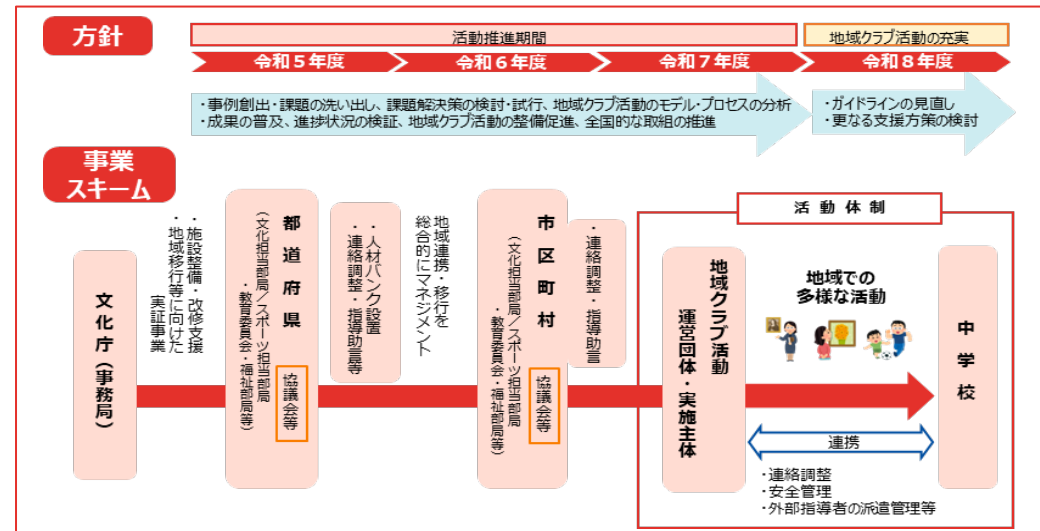 方針
活動推進期間
地域クラブ活動の充実
令和5年度
令和6年度
令和7年度
令和8年度
・事例創出・課題の洗い出し、課題解決策の検討・試行、地域クラブ活動のモデル・プロセスの分析
・成果の普及、進捗状況の検証、地域クラブ活動の整備促進、全国的な取組の推進
・ガイドラインの見直し
・更なる支援方策の検討
事業
スキーム
文化庁(事務局)
・施設整備・改修支援
・地域移行等に向けた
実証事業
都道府県
(文化担当部局/スポーツ担当部局
・教育委員会・福祉部局等)
協議会等
・人材バンク設置
・連絡調整・指導助言等
地域連携・移行を
総合的にマネジメント
市区町村
(文化担当部局/スポーツ担当部局
・教育委員会・福祉部局等)
協議会等
・連絡調整・指導助言
活動体制
地域クラブ活動
運営団体・実施主体
地域での
多様な活動
中学校
連携
・連絡調整
・安全管理
・外部指導者の派遣管理等